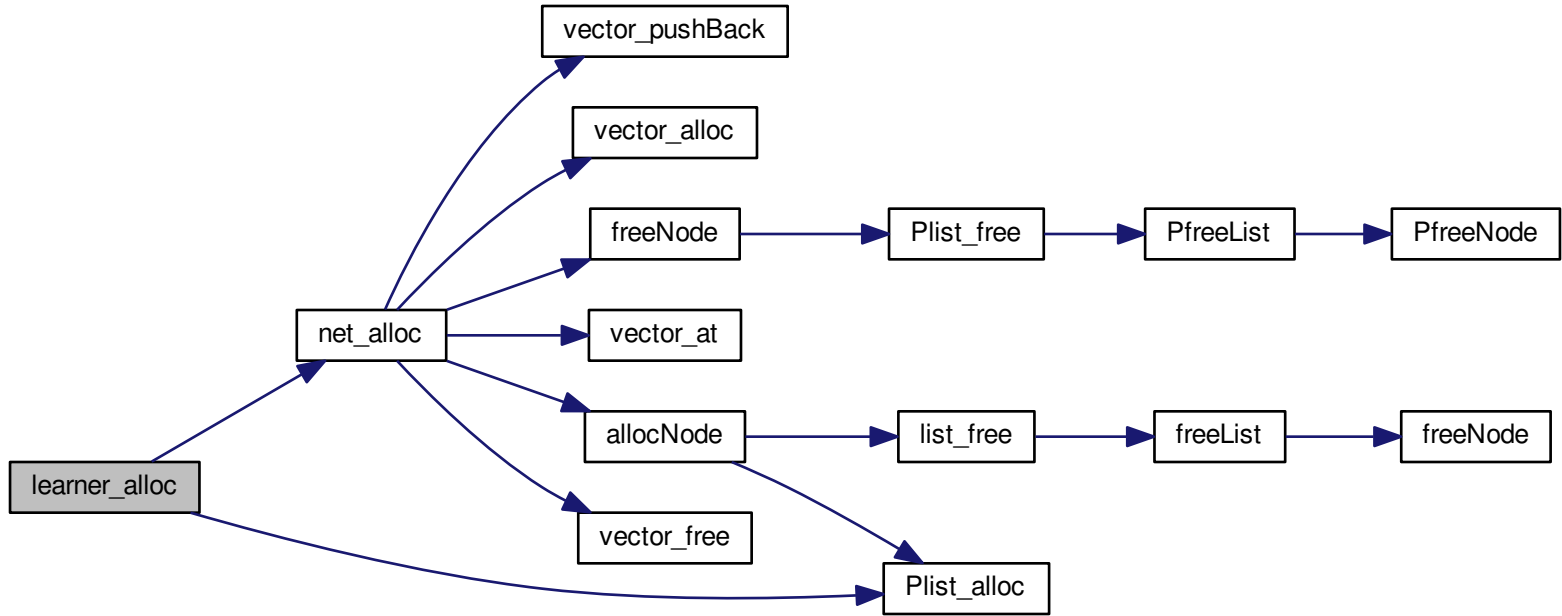 vector_pushBack
vector_alloc
freeNode
Plist_free
PfreeList
PfreeNode
net_alloc
vector_at
allocNode
list_free
freeList
freeNode
learner_alloc
vector_free
Plist_alloc